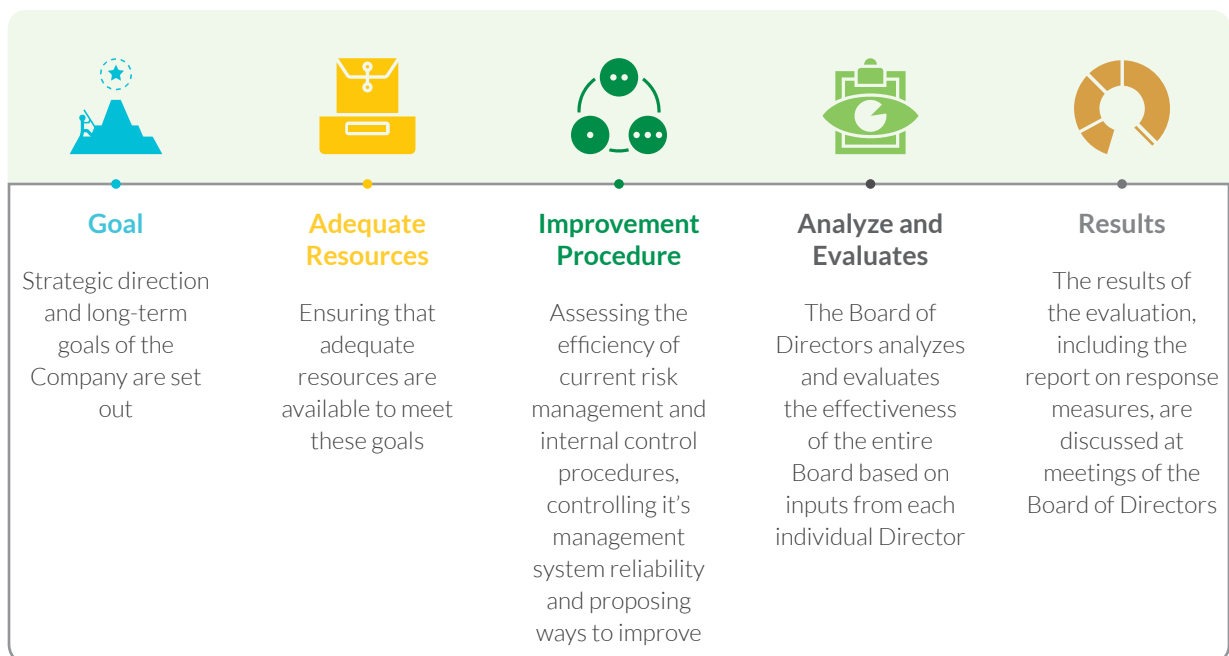 Goal
Strategic direction
and long-term
goals of the
Company are set
out
Adequate
Resources
Ensuring that
adequate
resources are
available to meet
these goals
Improvement
Procedure
Assessing the
efficiency of
current risk
management and
internal control
procedures,
controlling it’s
management
system reliability
and proposing
ways to improve
Analyze and
Evaluates
The Board of
Directors analyzes
and evaluates
the effectiveness
of the entire
Board based on
inputs from each
individual Director
Results
The results of
the evaluation,
including the
report on response
measures, are
discussed at
meetings of the
Board of Directors